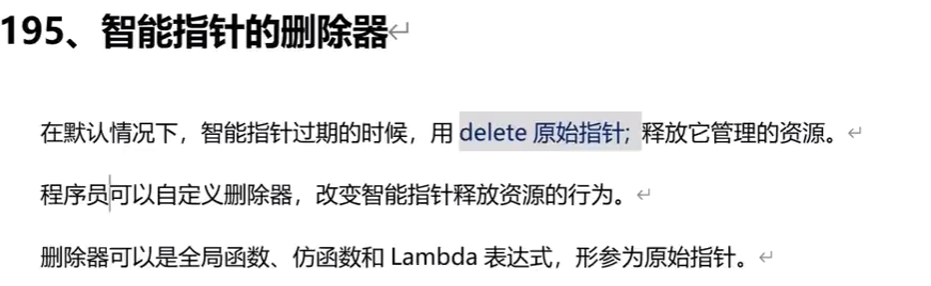 195、智能指针的删除器
在默认情况下，智能指针过期的时候，用 delete 原始指针; 释放它管理的资源。
程序员可以自定义删除器，改变智能指针释放资源的行为。
删除器可以是全局函数、仿函数和 Lambda 表达式，形参为原始指针。